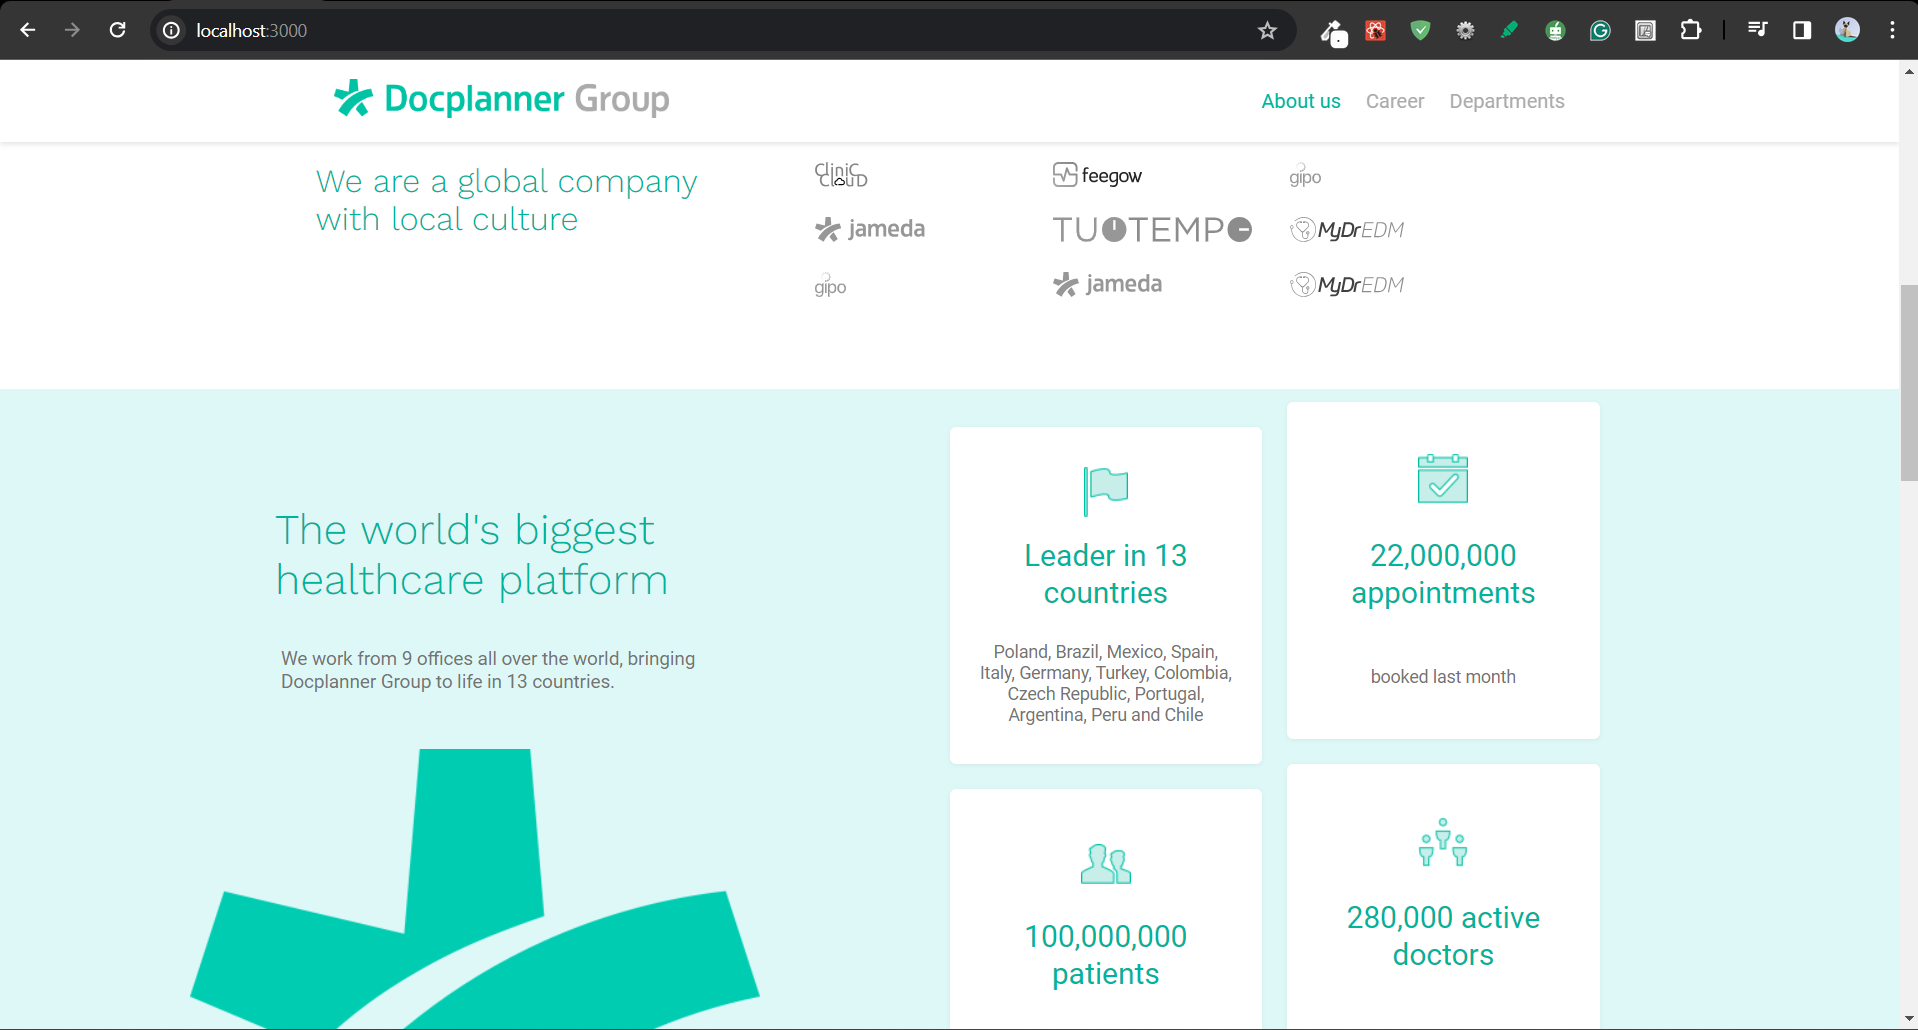 localhost:3000
Docplanner Group
About us Career Departments
We are a global company
with local culture
CliniC CLOUD
feegow
gipo
jameda
TUOTEMPO
MyDrEDM
gipo
jameda
MyDrEDM
The world's biggest
healthcare platform
We work from 9 offices all over the world, bringing
Docplanner Group to life in 13 countries.
Leader in 13
countries
Poland, Brazil, Mexico, Spain,
Italy, Germany, Turkey, Colombia,
Czech Republic, Portugal,
Argentina, Peru and Chile
22,000,000
appointments
booked last month
100,000,000
patients
280,000 active
doctors